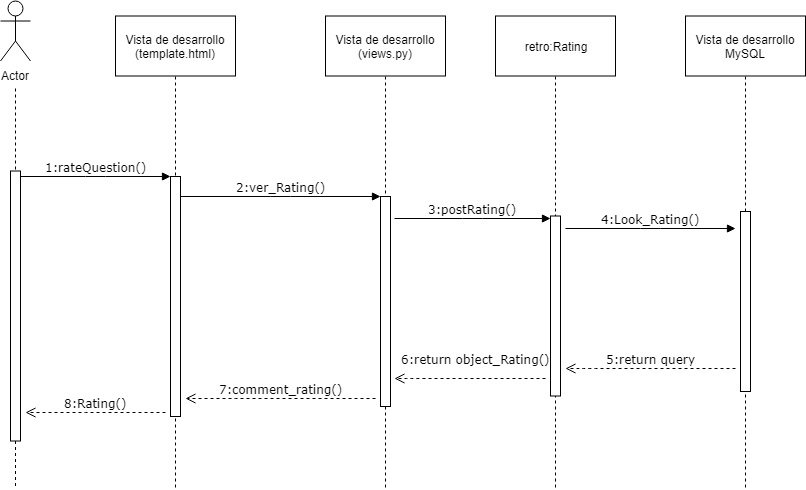 Actor
Vista de desarrollo
(template.html)
Vista de desarrollo
(views.py)
retro:Rating
Vista de desarrollo
MySQL
1:rateQuestion()
2:ver_Rating()
3:postRating()
4:Look_Rating()
5:return query
6:return object_Rating()
7:comment_rating()
8:Rating()